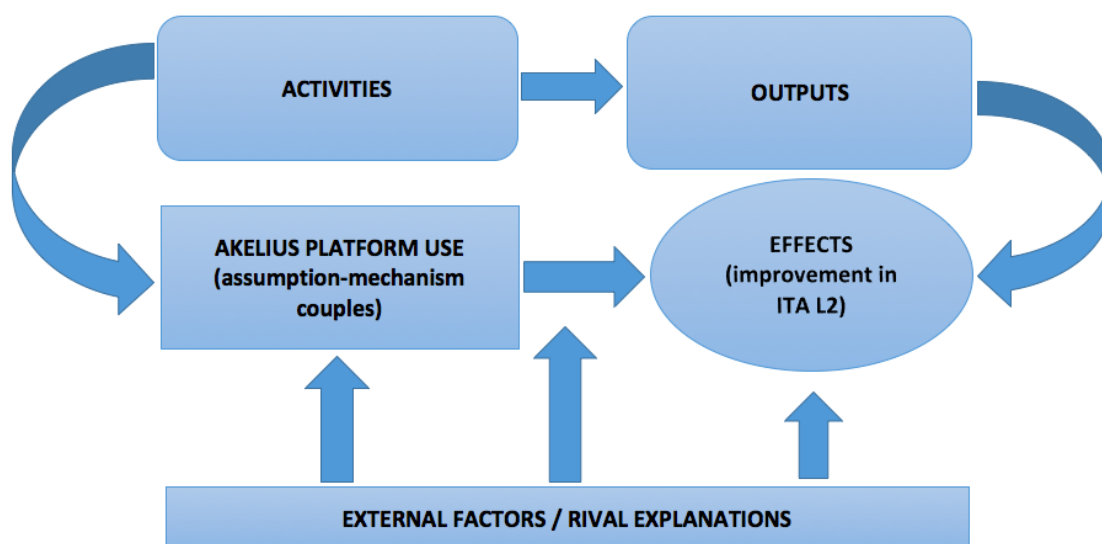 ACTIVITIES
OUTPUTS
AKELIUS PLATFORM USE
(assumption-mechanism
couples)
EFFECTS
(improvement in
ITA L2)
EXTERNAL FACTORS / RIVAL EXPLANATIONS